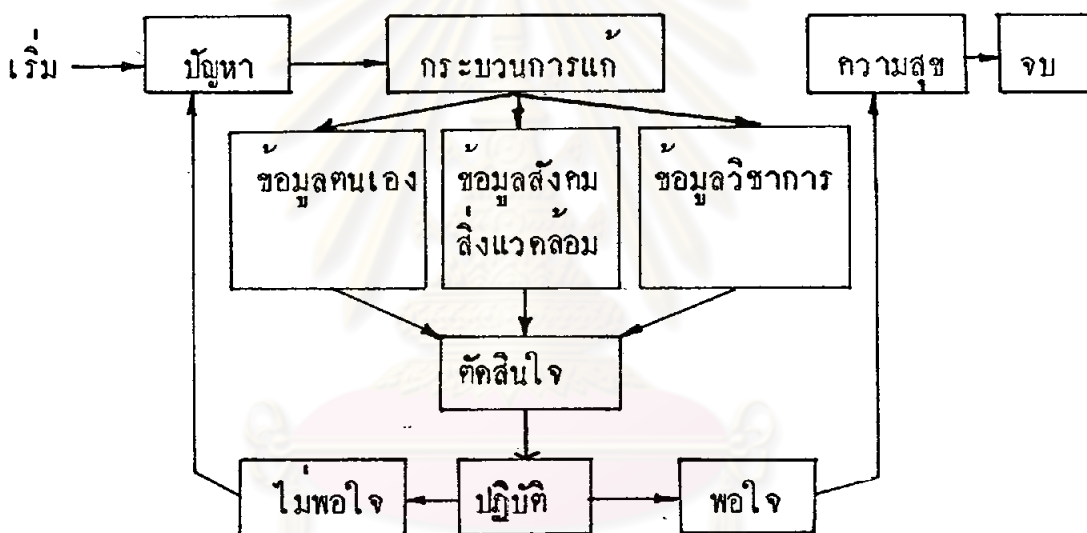 เริ่ม
ปัญหา
กระบวนการแก้
ความสุข
จบ
ข้อมูลตนเอง
ข้อมูลสังคม
สิ่งแวดล้อม
ข้อมูลวิชาการ
ตัดสินใจ
ไม่พอใจ
ปฏิบัติ
พอใจ